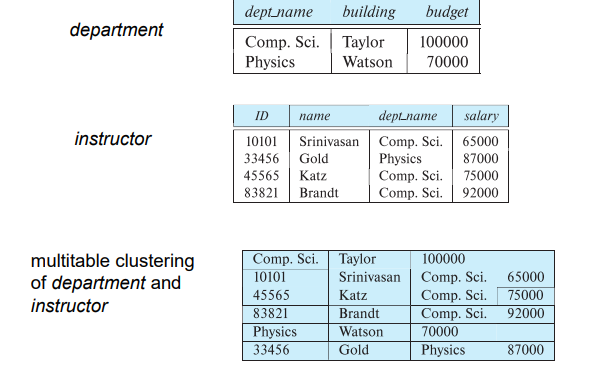 department
dept_name building budget
Comp. Sci. Taylor 100000
Physics Watson 70000
instructor
ID name dept_name salary
10101 Srinivasan Comp. Sci. 65000
33456 Gold Physics 87000
45565 Katz Comp. Sci. 75000
83821 Brandt Comp. Sci. 92000
multitable clustering
of department and
instructor
Comp. Sci. Taylor 100000
10101 Srinivasan Comp. Sci. 65000
45565 Katz Comp. Sci. 75000
83821 Brandt Comp. Sci. 92000
Physics Watson 70000
33456 Gold Physics 87000